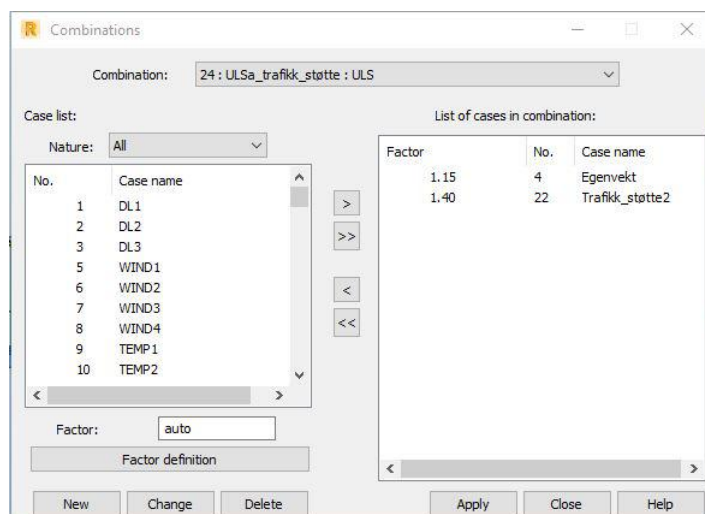 R Combinations
Combination: 24 : ULSa_trafikk_støtte : ULS
Case list:
Nature: All
No. Case name
1 DL1
2 DL2
3 DL3
5 WIND1
6 WIND2
7 WIND3
8 WIND4
9 TEMP1
10 TEMP2
>
>>
<
<<
List of cases in combination:
Factor No. Case name
1.15 4 Egenvekt
1.40 22 Trafikk_støtte2
Factor: auto
Factor definition
New Change Delete Apply Close Help